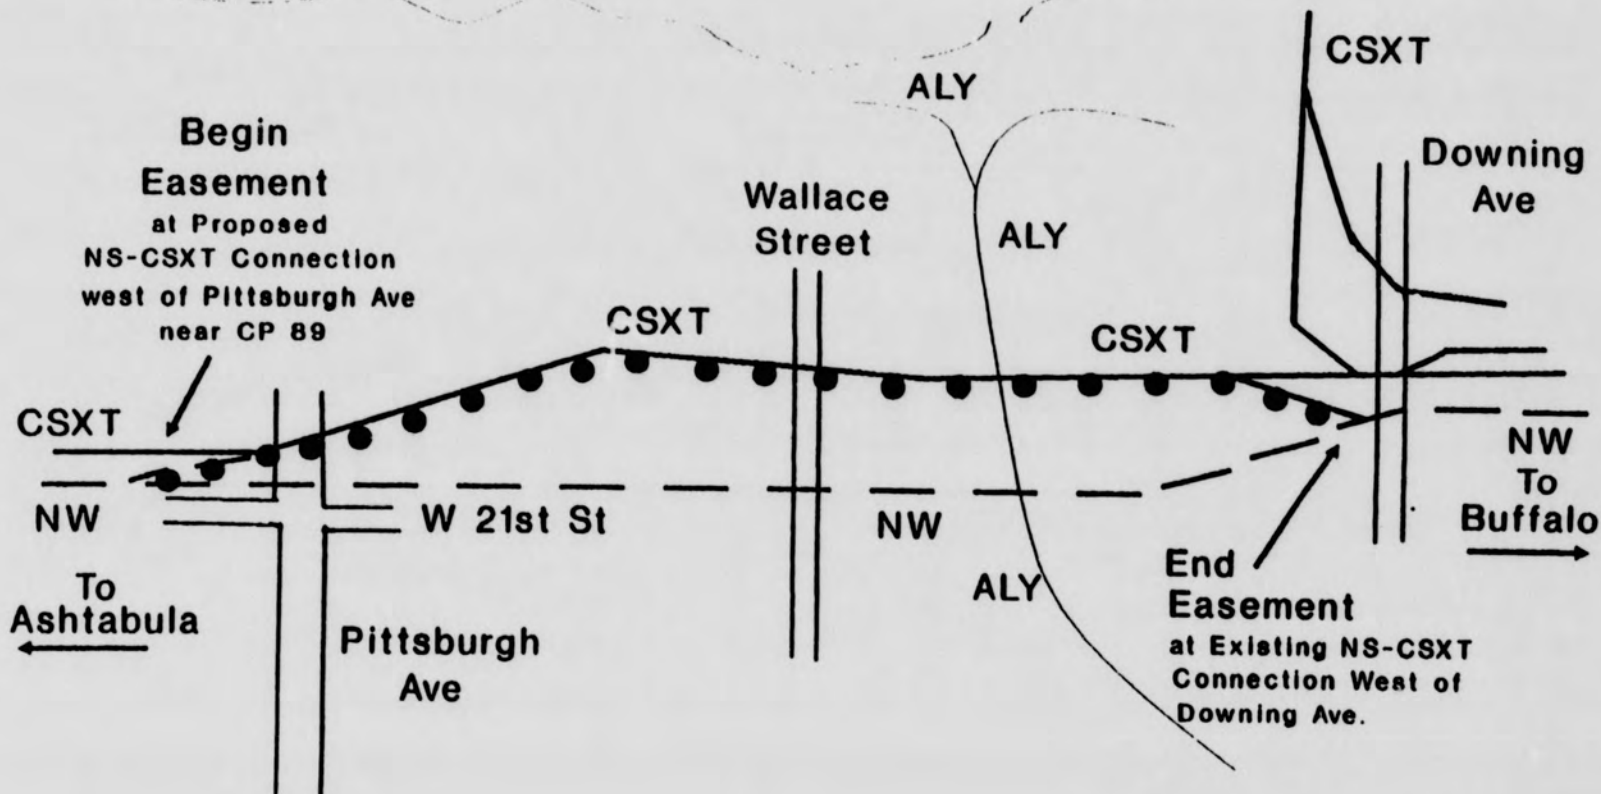 CSXT
ALY
Downing
Ave
Begin
Easement
at Proposed
NS-CSXT Connection
west of Pittsburgh Ave
near CP 89
Wallace
Street
ALY
CSXT
CSXT
CSXT
NW
To
Buffalo
NW
W 21st St
NW
End
Easement
at Existing NS-CSXT
Connection West of
Downing Ave.
ALY
To
Ashtabula
Pittsburgh
Ave